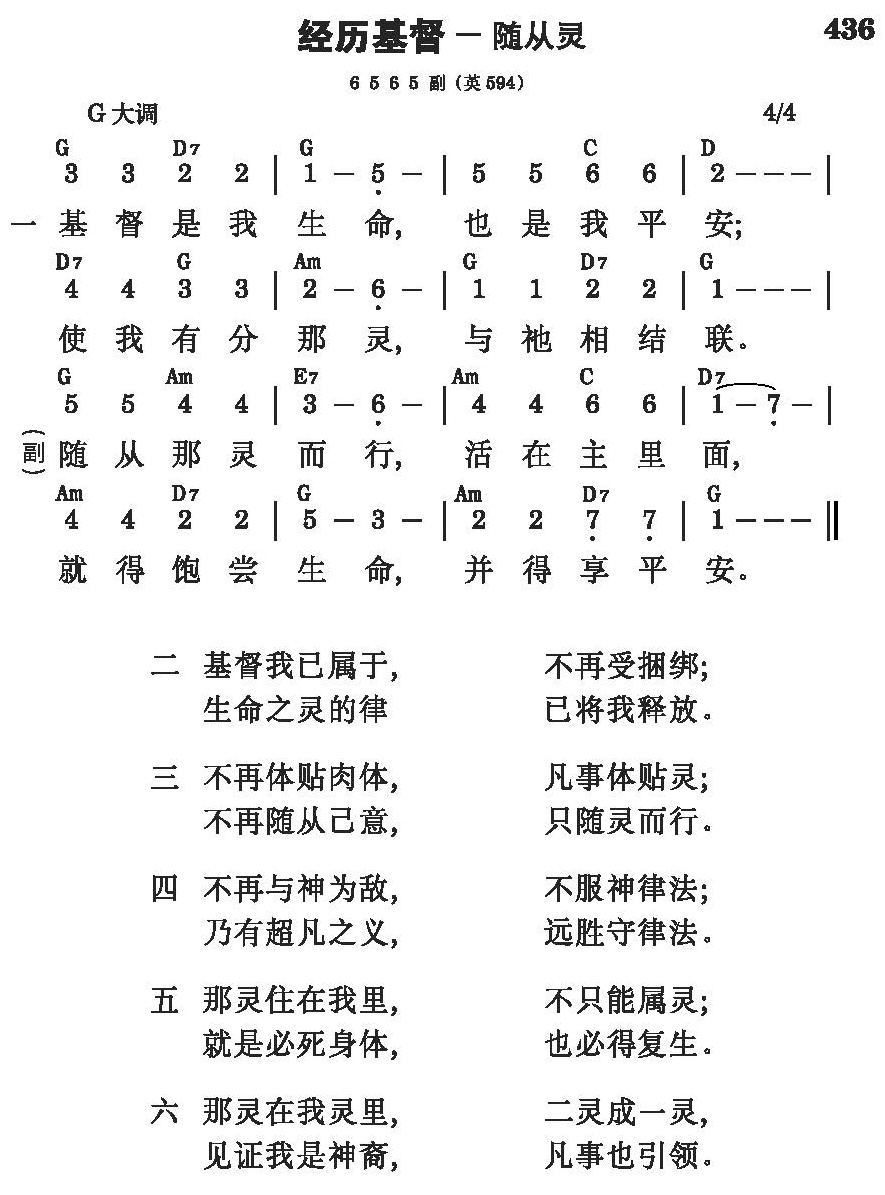 经历基督－随从灵 436
6 5 6 5 副（英594）
G大调 4/4
G D7 G C D
3 3 2 2 | 1 － 5̣ － | 5 5 6 6 | 2 －－－ |
一 基督是我生命, 也是我平安;
D7 G Am G D7 G
4 4 3 3 | 2 － 6̣ － | 1 1 2 2 | 1 －－－ |
使我有分那灵, 与祂相结联。
G Am E7 Am C D7
5 5 4 4 | 3 － 6̣ － | 4 4 6 6 | 1 － 7̣ － |
(副) 随从那灵而行, 活在主里面,
Am D7 G Am D7 G
4 4 2 2 | 5 － 3 － | 2 2 7̣ 7̣ | 1 －－－ ‖
就得饱尝生命, 并得享平安。
二 基督我已属于, 不再受捆绑;
生命之灵的律 已将我释放。
三 不再体贴肉体, 凡事体贴灵;
不再随从己意, 只随灵而行。
四 不再与神为敌, 不服神律法;
乃有超凡之义, 远胜守律法。
五 那灵住在我里, 不只能属灵;
就是必死身体, 也必得复生。
六 那灵在我灵里, 二灵成一灵,
见证我是神裔, 凡事也引领。